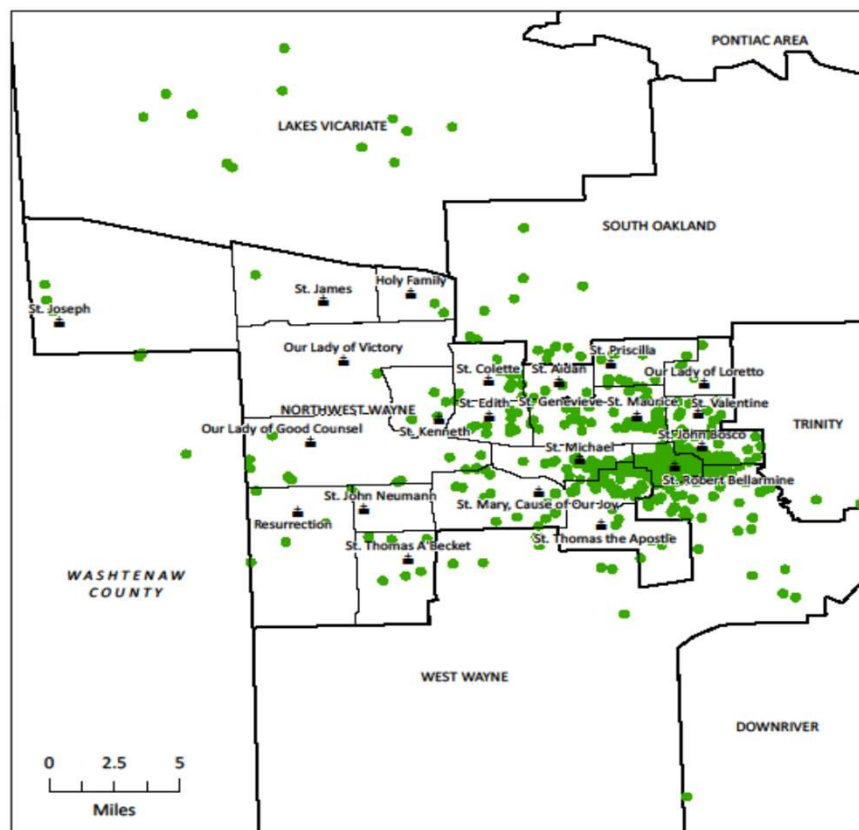 PONTIAC AREA
LAKES VICARIATE
SOUTH OAKLAND
Holy Family
St. James
St. Joseph
Our Lady of Victory
St. Priscilla
St. Colette
St. Aidan
Our Lady of Loretto
St. Edith
St. Genevieve-St. Maurice
St. Valentine
NORTHWEST WAYNE
TRINITY
Our Lady of Good Counsel
St. Kenneth
St. John Bosco
St. Michael
St. Robert Bellarmine
St. John Neumann
St. Mary, Cause of Our Joy
Resurrection
St. Thomas the Apostle
St. Thomas A'Becket
WASHTENAW
COUNTY
WEST WAYNE
DOWNRIVER
0 2.5 5
Miles